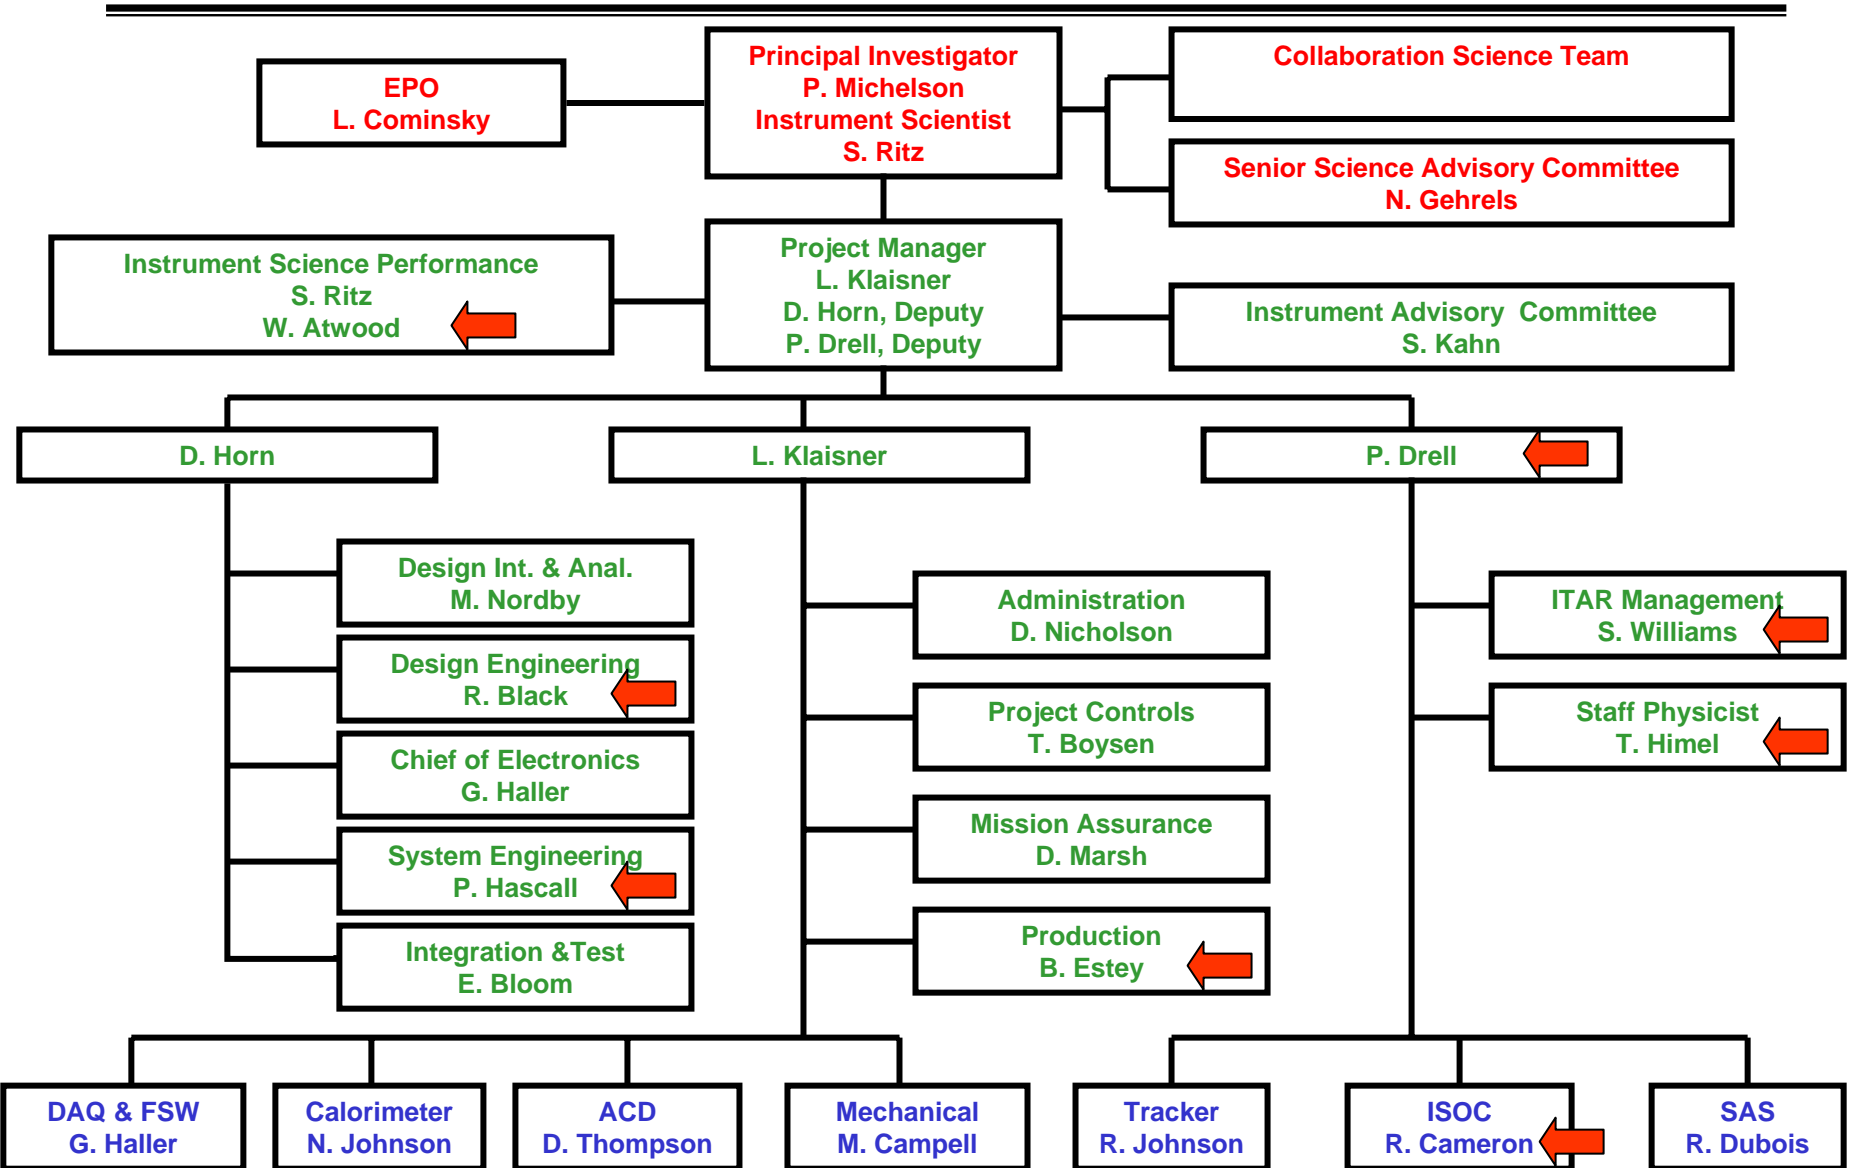 EPO
L. Cominsky
Principal Investigator
P. Michelson
Instrument Scientist
S. Ritz
Collaboration Science Team
Senior Science Advisory Committee
N. Gehrels
Instrument Science Performance
S. Ritz
W. Atwood
Project Manager
L. Klaisner
D. Horn, Deputy
P. Drell, Deputy
Instrument Advisory  Committee
S. Kahn
D. Horn
L. Klaisner
P. Drell
Design Int. & Anal.
M. Nordby
Design Engineering
R. Black
Chief of Electronics
G. Haller
System Engineering
P. Hascall
Integration &Test
E. Bloom
Administration
D. Nicholson
Project Controls
T. Boysen
Mission Assurance
D. Marsh
Production
B. Estey
ITAR Management
S. Williams
Staff Physicist
T. Himel
DAQ & FSW
G. Haller
Calorimeter
N. Johnson
ACD
D. Thompson
Mechanical
M. Campell
Tracker
R. Johnson
ISOC
R. Cameron
SAS
R. Dubois